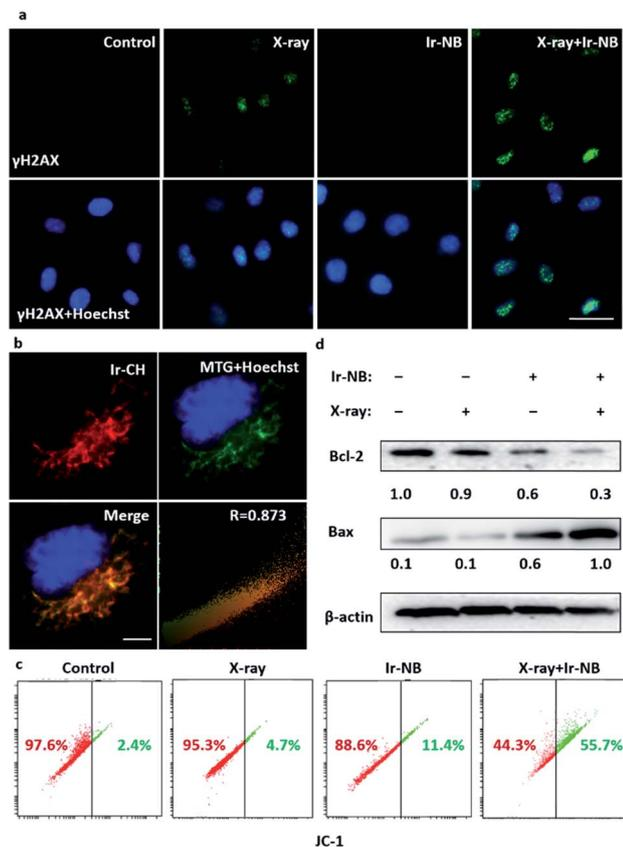 a
Control X-ray Ir-NB X-ray+Ir-NB
γH2AX
γH2AX+Hoechst
b
Ir-CH MTG+Hoechst
Merge R=0.873
d
Ir-NB: – – + +
X-ray: – + – +
Bcl-2
1.0 0.9 0.6 0.3
Bax
0.1 0.1 0.6 1.0
β-actin
c
Control X-ray Ir-NB X-ray+Ir-NB
97.6% 2.4% 95.3% 4.7% 88.6% 11.4% 44.3% 55.7%
JC-1